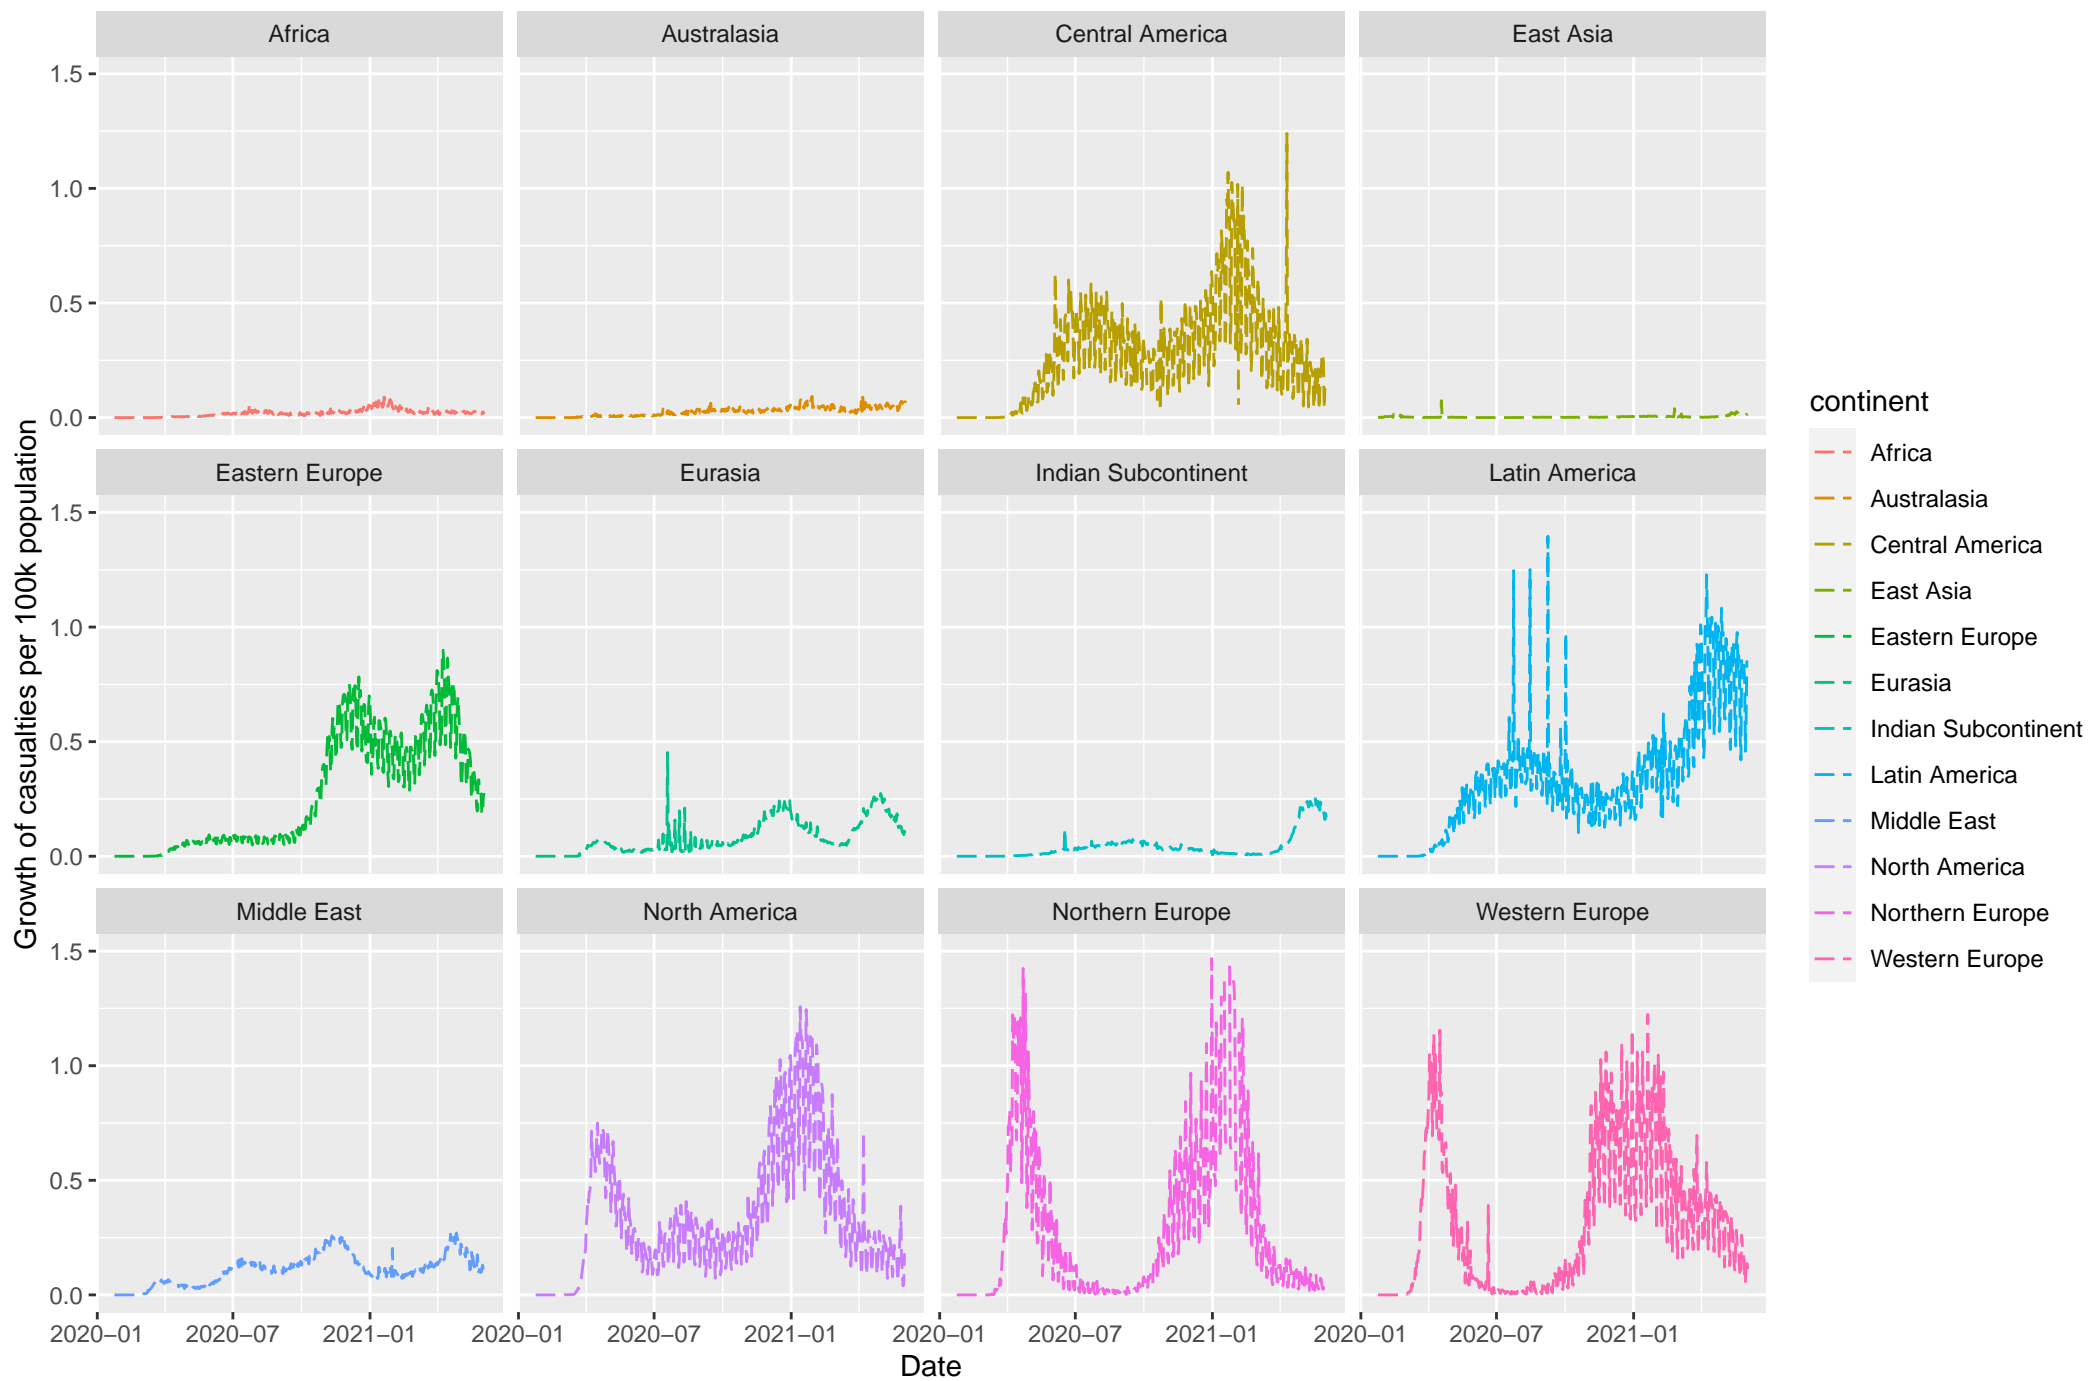 Africa
Australasia
Central America
East Asia
1.5
1.0
0.5
0.0
Eastern Europe
Eurasia
Indian Subcontinent
Latin America
1.5
1.0
0.5
0.0
Middle East
North America
Northern Europe
Western Europe
1.5
1.0
0.5
0.0
2020−01
2020−07
2021−01
2020−01
2020−07
2021−01
2020−01
2020−07
2021−01
2020−01
2020−07
2021−01
Date
Growth of casualties per 100k population
continent
Africa
Australasia
Central America
East Asia
Eastern Europe
Eurasia
Indian Subcontinent
Latin America
Middle East
North America
Northern Europe
Western Europe